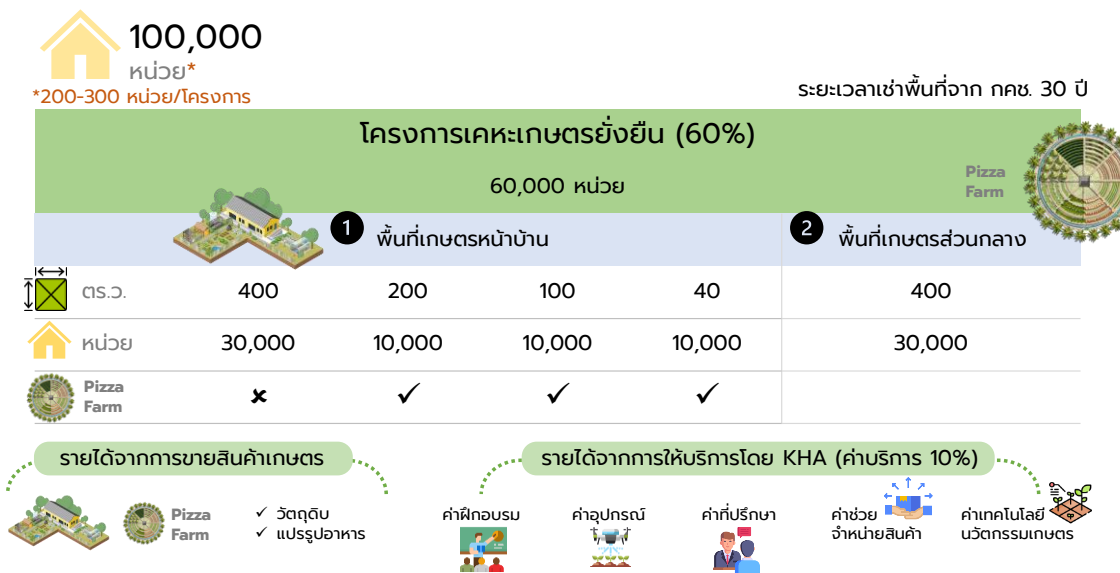 100,000
หน่วย*
*200-300 หน่วย/โครงการ
ระยะเวลาเช่าพื้นที่จาก กคช. 30 ปี
โครงการเคหะเกษตรยั่งยืน (60%)
60,000 หน่วย
Pizza
Farm
1 พื้นที่เกษตรหน้าบ้าน
2 พื้นที่เกษตรส่วนกลาง
ตร.ว. 400 200 100 40 400
หน่วย 30,000 10,000 10,000 10,000 30,000
Pizza
Farm
✘ ✓ ✓ ✓
รายได้จากการขายสินค้าเกษตร
Pizza
Farm
✓ วัตถุดิบ
✓ แปรรูปอาหาร
รายได้จากการให้บริการโดย KHA (ค่าบริการ 10%)
ค่าฝึกอบรม
ค่าอุปกรณ์
ค่าที่ปรึกษา
ค่าช่วย
จำหน่ายสินค้า
ค่าเทคโนโลยี
นวัตกรรมเกษตร